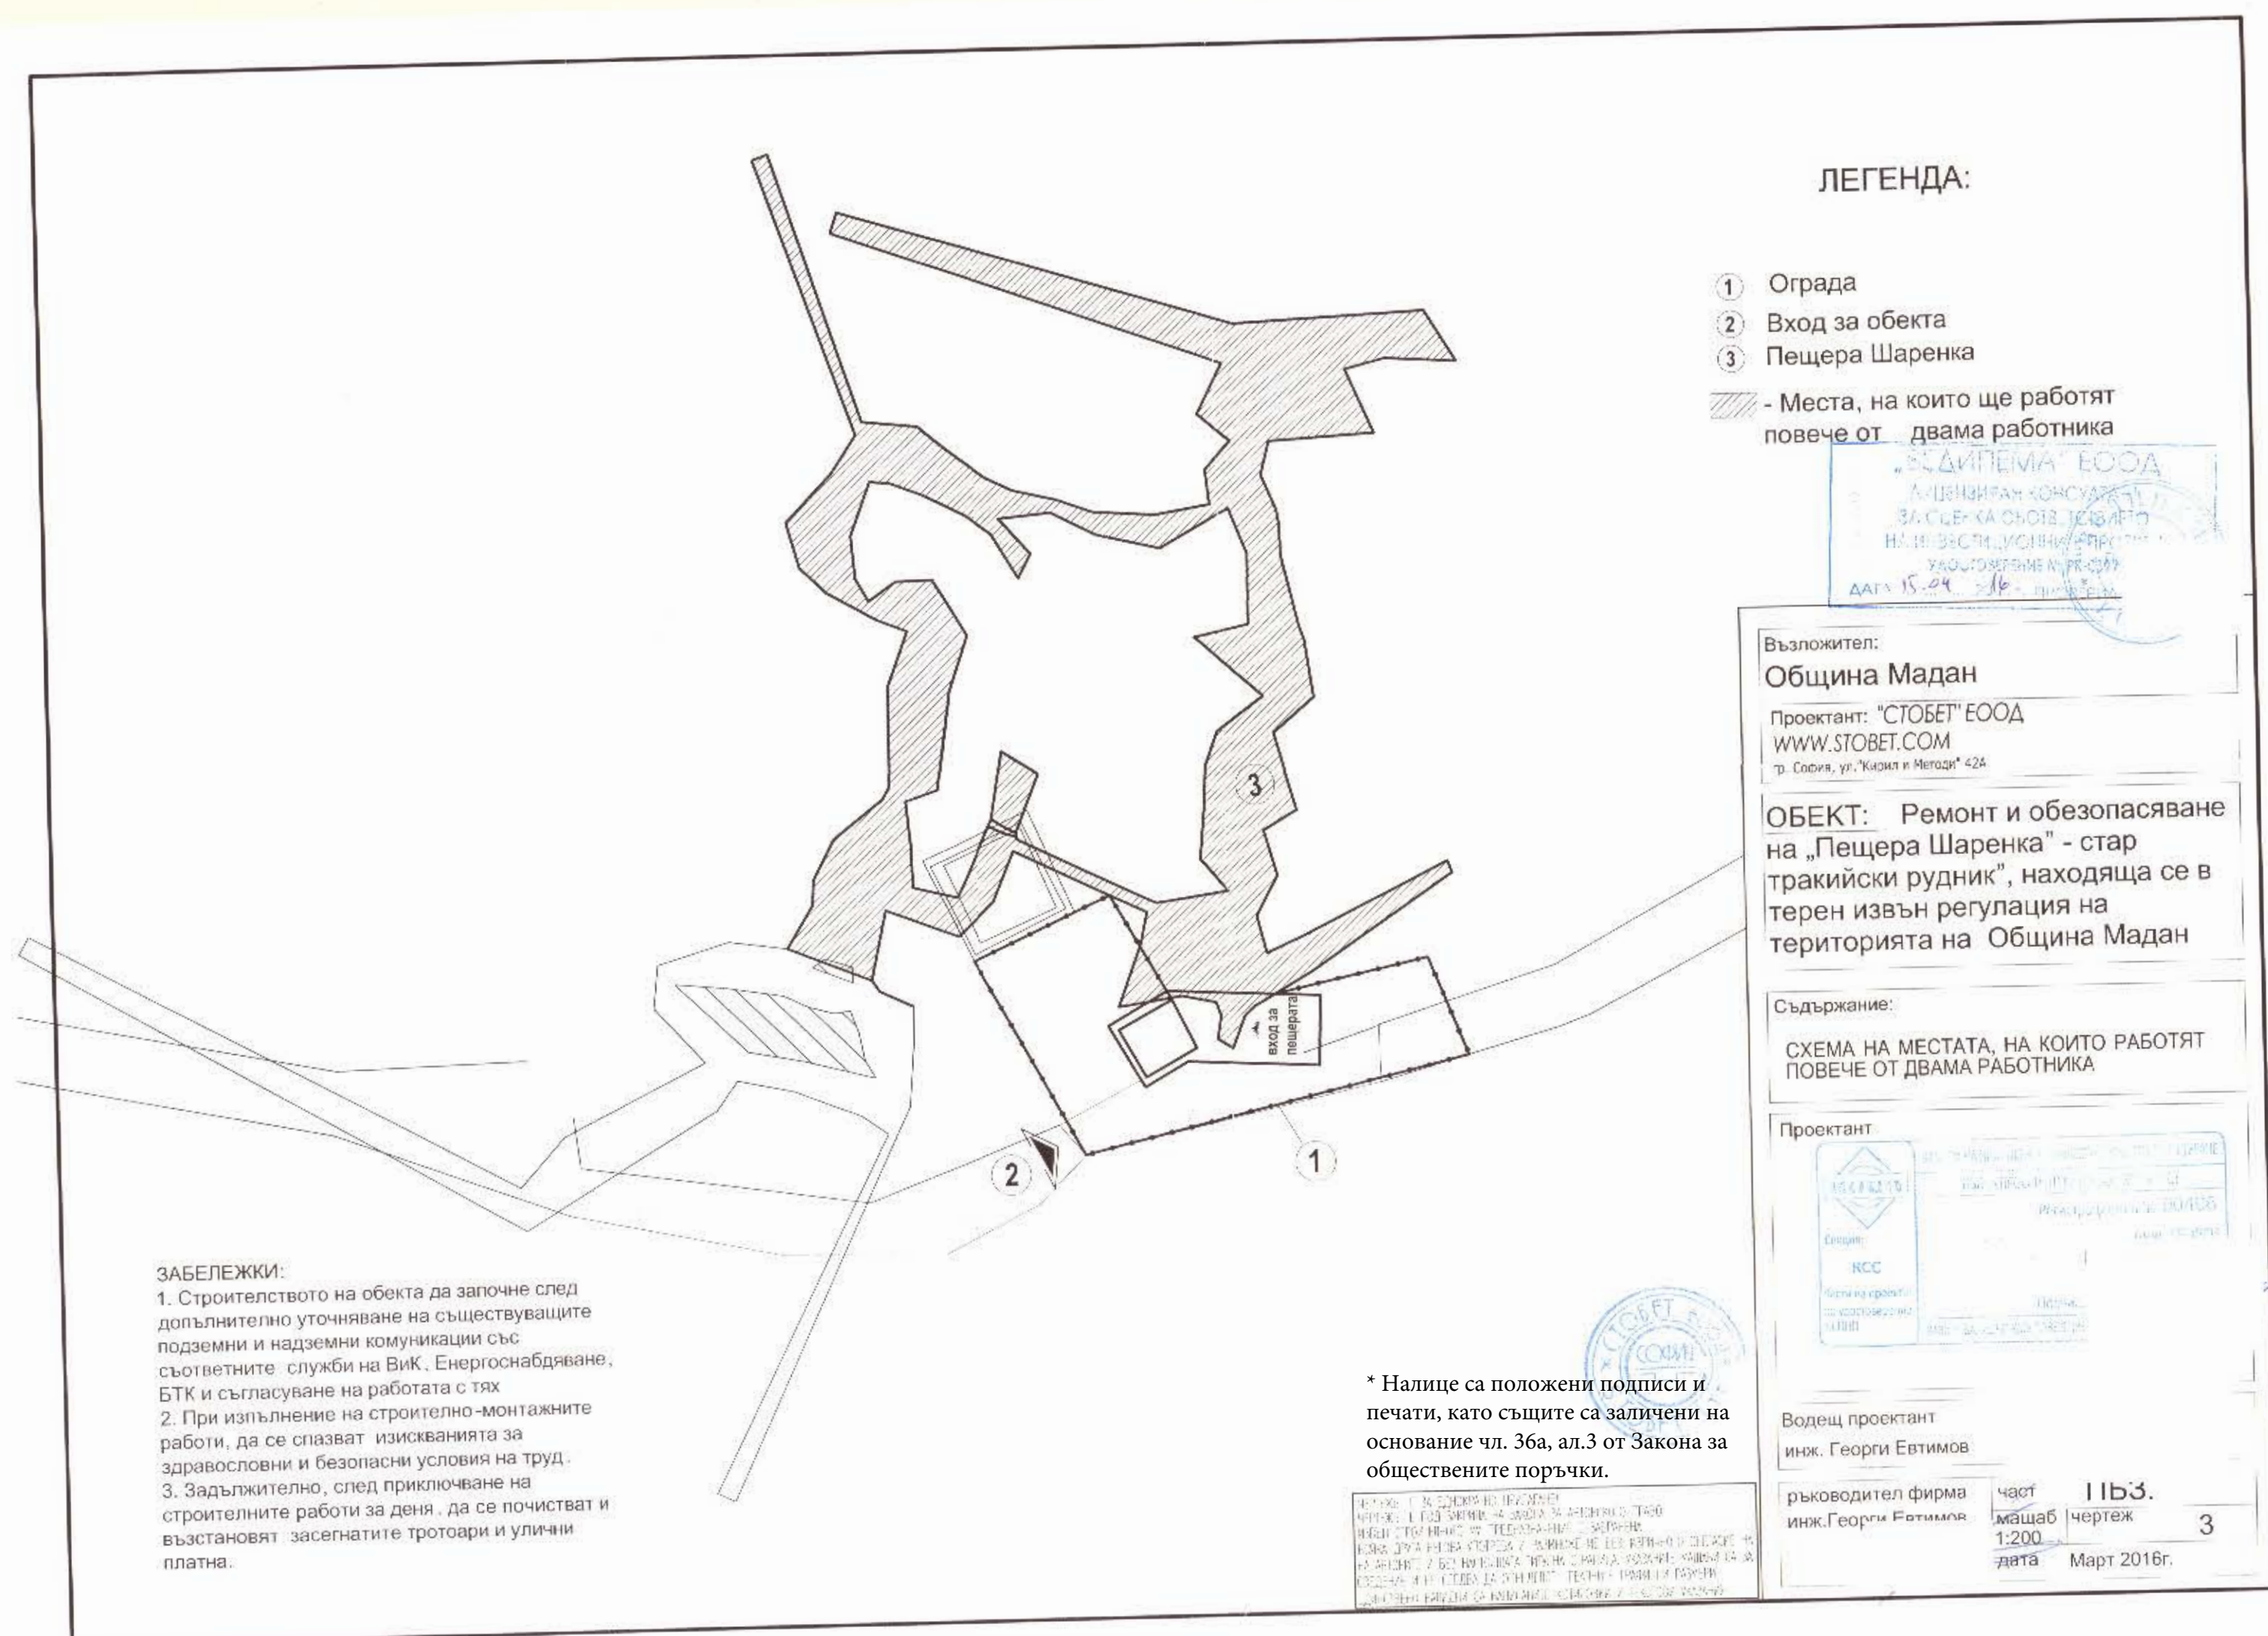 ЛЕГЕНДА:
1 Ограда
2 Вход за обекта
3 Пещера Шаренка
- Места, на които ще работят
повече от двама работника
ЕООД
ДАТА 15.04 16
Възложител:
Община Мадан
Проектант: "СТОБЕТ" ЕООД
WWW.STOBET.COM
гр. София, ул."Кирил и Методи" 42А
ОБЕКТ: Ремонт и обезопасяване
на „Пещера Шаренка" - стар
тракийски рудник", находяща се в
терен извън регулация на
територията на Община Мадан
Съдържание:
СХЕМА НА МЕСТАТА, НА КОИТО РАБОТЯТ
ПОВЕЧЕ ОТ ДВАМА РАБОТНИКА
Проектант
Секция:
КСС
Водещ проектант
инж. Георги Евтимов
ръководител фирма
инж.Георги Евтимов
част ПБЗ.
мащаб
1:200
чертеж 3
дата Март 2016г.
3
вход за
пещерата
2
1
ЗАБЕЛЕЖКИ:
1. Строителството на обекта да започне след
допълнително уточняване на съществуващите
подземни и надземни комуникации със
съответните служби на ВиК, Енергоснабдяване,
БТК и съгласуване на работата с тях
2. При изпълнение на строително-монтажните
работи, да се спазват изискванията за
здравословни и безопасни условия на труд.
3. Задължително, след приключване на
строителните работи за деня, да се почистват и
възстановят засегнатите тротоари и улични
платна.
СТОБЕТ
СОФИЯ
* Налице са положени подписи и
печати, като същите са заличени на
основание чл. 36а, ал.3 от Закона за
обществените поръчки.